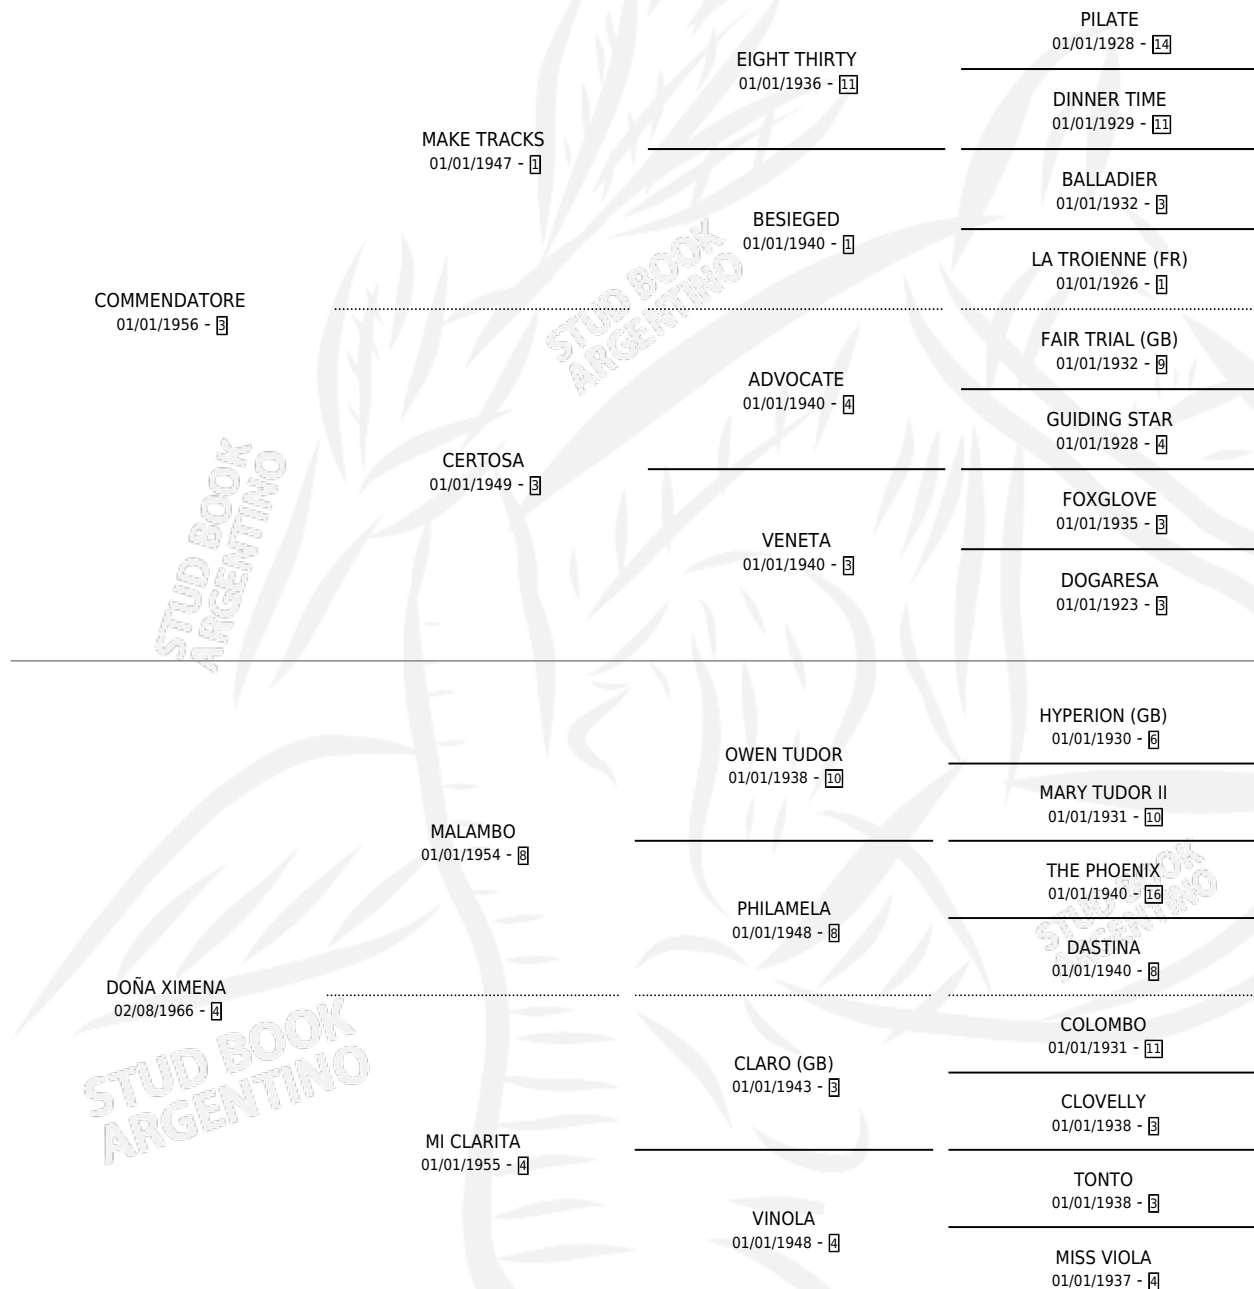 PILATE
01/01/1928 - 14
EIGHT THIRTY
01/01/1936 - 11
DINNER TIME
01/01/1929 - 11
MAKE TRACKS
01/01/1947 - 1
BALLADIER
01/01/1932 - 3
BESIEGED
01/01/1940 - 1
LA TROIENNE (FR)
01/01/1926 - 1
COMMENDATORE
01/01/1956 - 3
FAIR TRIAL (GB)
01/01/1932 - 9
ADVOCATE
01/01/1940 - 4
GUIDING STAR
01/01/1928 - 4
CERTOSA
01/01/1949 - 3
FOXGLOVE
01/01/1935 - 3
VENETA
01/01/1940 - 3
DOGARESA
01/01/1923 - 3
HYPERION (GB)
01/01/1930 - 6
OWEN TUDOR
01/01/1938 - 10
MARY TUDOR II
01/01/1931 - 10
MALAMBO
01/01/1954 - 8
THE PHOENIX
01/01/1940 - 16
PHILAMELA
01/01/1948 - 8
DASTINA
01/01/1940 - 8
DOÑA XIMENA
02/08/1966 - 4
COLOMBO
01/01/1931 - 11
CLARO (GB)
01/01/1943 - 3
CLOVELLY
01/01/1938 - 3
MI CLARITA
01/01/1955 - 4
TONTO
01/01/1938 - 3
VINOLA
01/01/1948 - 4
MISS VIOLA
01/01/1937 - 4
STUD BOOK
ARGENTINO
STUD BOOK
ARGENTINO
STUD BOOK
ARGENTINO
STUD BOOK
ARGENTINO